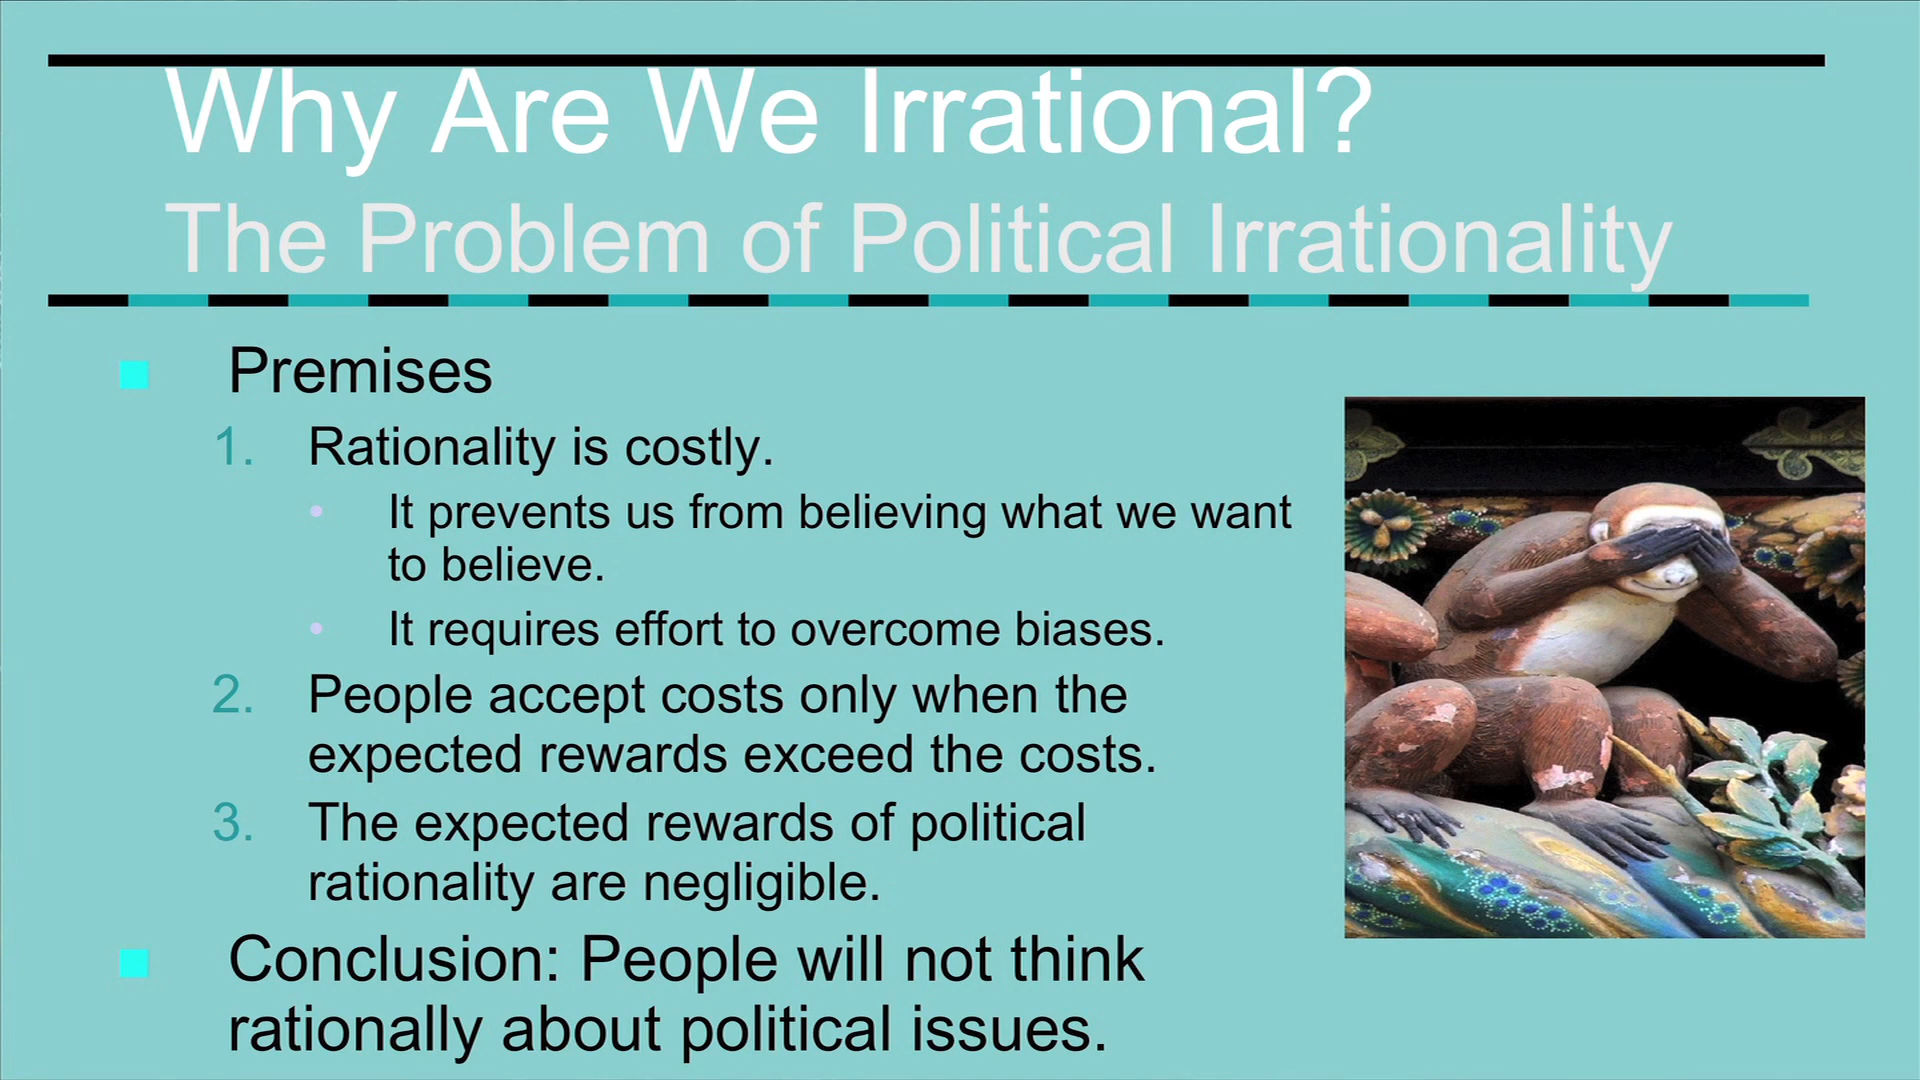 Why Are We Irrational?
The Problem of Political Irrationality
Premises
1. Rationality is costly.
• It prevents us from believing what we want
to believe.
• It requires effort to overcome biases.
2. People accept costs only when the
expected rewards exceed the costs.
3. The expected rewards of political
rationality are negligible.
Conclusion: People will not think
rationally about political issues.